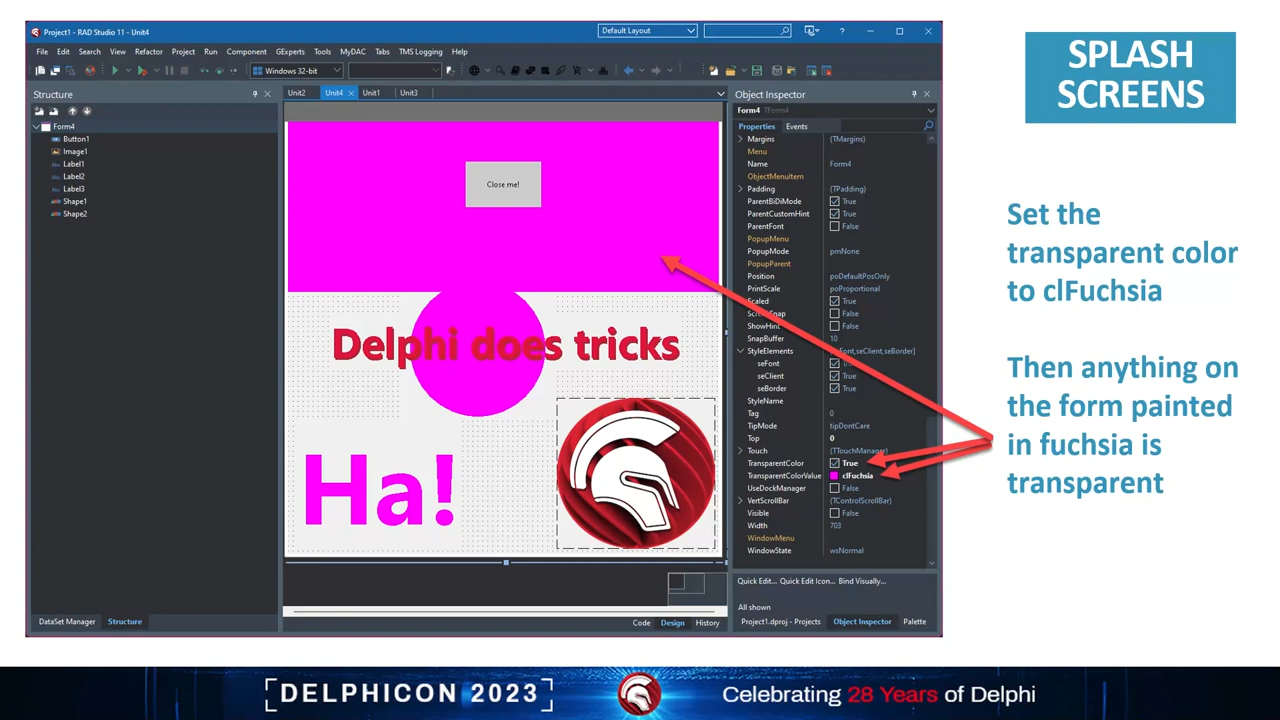 Project1 - RAD Studio 11 - Unit4
Default Layout
File Edit Search View Refactor Project Run Component GExperts Tools MyDAC Tabs TMS Logging Help
Windows 32-bit
Structure
Form4
Button1
Image1
Label1
Label2
Label3
Shape1
Shape2
DataSet Manager Structure
Unit2 Unit4 Unit1 Unit3
Close me!
Delphi does tricks
Ha!
Code Design History
Object Inspector
Form4 TForm4
Properties Events
Margins (TMargins)
Menu
Name Form4
ObjectMenuItem
Padding (TPadding)
ParentBiDiMode True
ParentCustomHint True
ParentFont False
PopupMenu
PopupMode pmNone
PopupParent
Position poDefaultPosOnly
PrintScale poProportional
Scaled True
False
ShowHint False
SnapBuffer 10
StyleElements Font,seClient,seBorder]
seFont
seClient True
seBorder True
StyleName
Tag 0
TipMode tipDontCare
Top 0
Touch (TTouchManager)
TransparentColor True
TransparentColorValue clFuchsia
UseDockManager False
VertScrollBar (TControlScrollBar)
Visible False
Width 703
WindowMenu
WindowState wsNormal
Quick Edit... Quick Edit Icon... Bind Visually...
All shown
Project1.dproj - Projects Object Inspector Palette
SPLASH
SCREENS
Set the
transparent color
to clFuchsia
Then anything on
the form painted
in fuchsia is
transparent
[DELPHICON 2023]
Celebrating 28 Years of Delphi